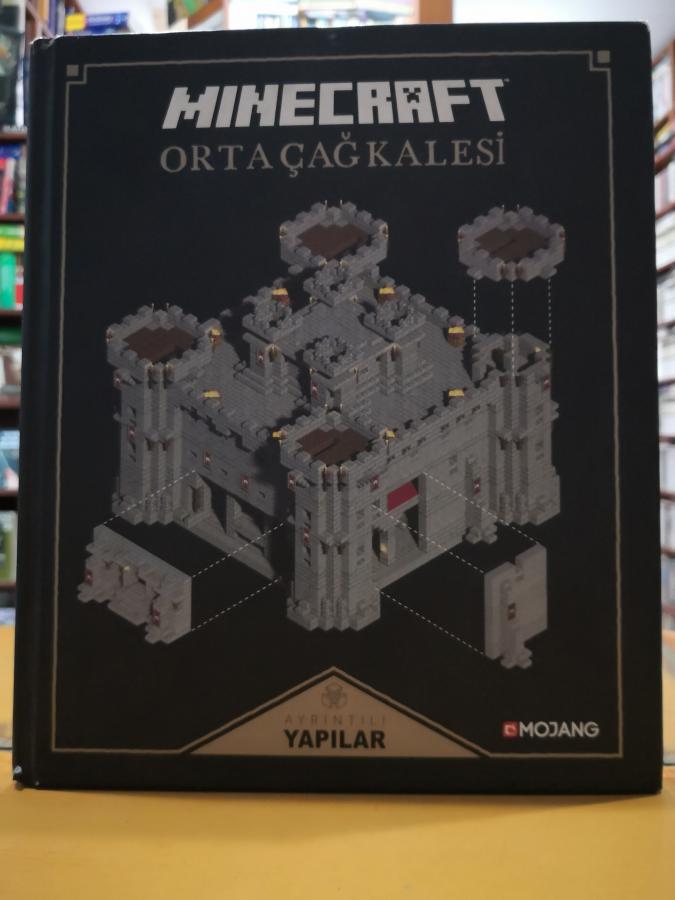 MINECRAFT
ORTA ÇAĞ KALESİ
AYRINTILI
YAPILAR
MOJANG